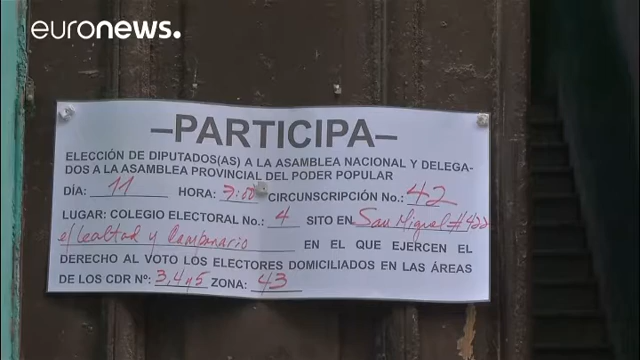 euronews.
—PARTICIPA—
ELECCIÓN DE DIPUTADOS(AS) A LA ASAMBLEA NACIONAL Y DELEGA-
DOS A LA ASAMBLEA PROVINCIAL DEL PODER POPULAR
DÍA: 11 HORA: 7:00 CIRCUNSCRIPCIÓN No.: 42
LUGAR: COLEGIO ELECTORAL No.: 4 SITO EN San Miguel # 422
e/ Lealtad y Campanario EN EL QUE EJERCEN EL
DERECHO AL VOTO LOS ELECTORES DOMICILIADOS EN LAS ÁREAS
DE LOS CDR Nº: 3, 4 y 5 ZONA: 43